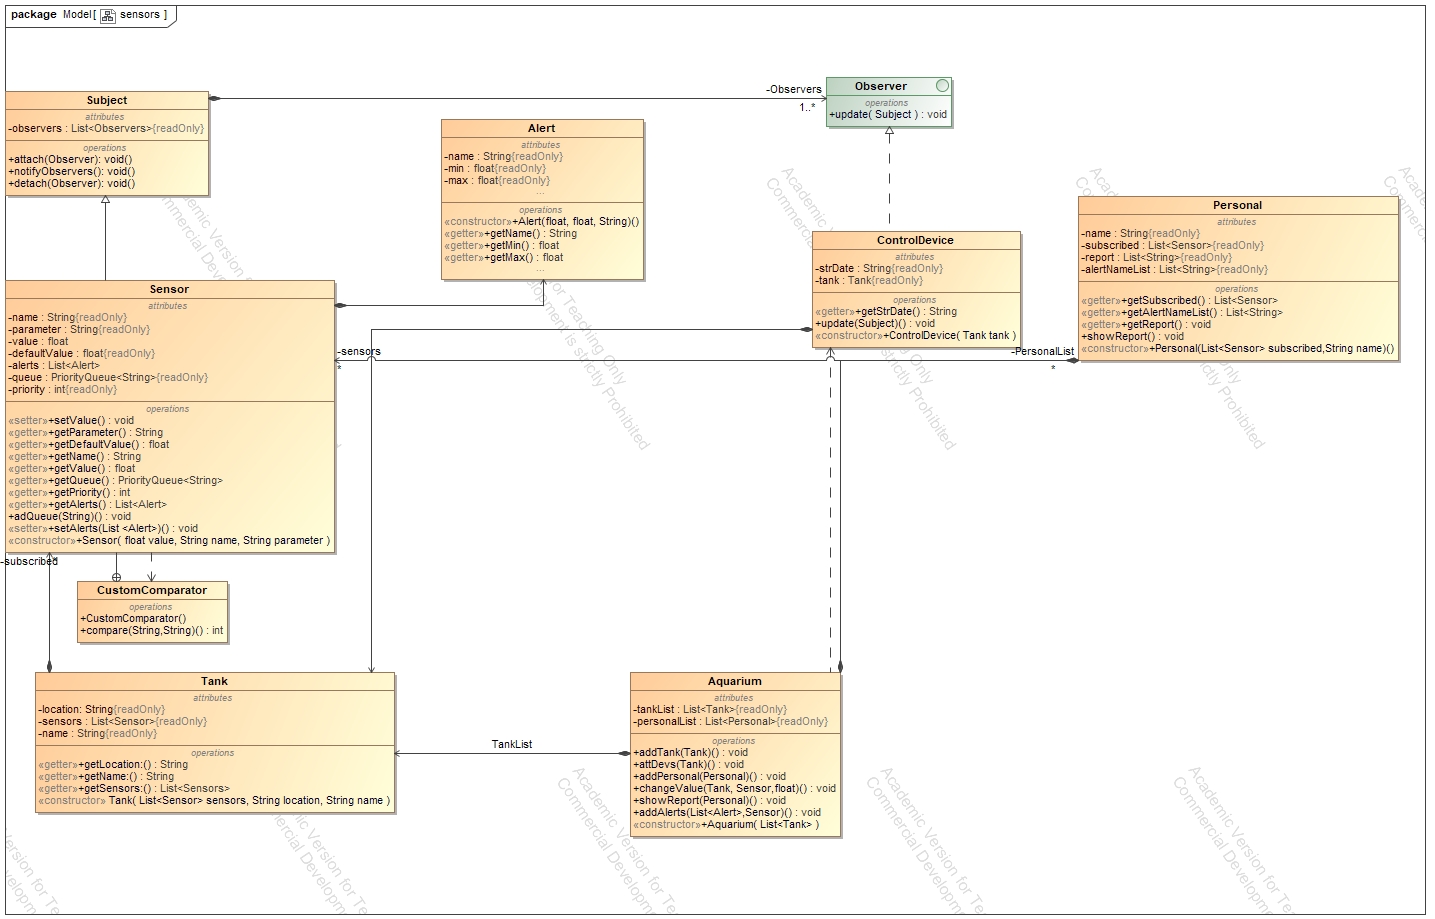 package Model[ sensors ]
Subject
attributes
-observers : List<Observers>{readOnly}
operations
+attach(Observer): void()
+notifyObservers(): void()
+detach(Observer): void()
-Observers
1..*
Observer
operations
+update( Subject ) : void
Alert
attributes
-name : String{readOnly}
-min : float{readOnly}
-max : float{readOnly}
...
operations
«constructor»+Alert(float, float, String)()
«getter»+getName() : String
«getter»+getMin() : float
«getter»+getMax() : float
...
ControlDevice
attributes
-strDate : String{readOnly}
-tank : Tank{readOnly}
operations
«getter»+getStrDate() : String
+update(Subject)() : void
«constructor»+ControlDevice( Tank tank )
Personal
attributes
-name : String{readOnly}
-subscribed : List<Sensor>{readOnly}
-report : List<String>{readOnly}
-alertNameList : List<String>{readOnly}
operations
«getter»+getSubscribed() : List<Sensor>
«getter»+getAlertNameList() : List<String>
«getter»+getReport() : void
+showReport() : void
«constructor»+Personal(List<Sensor> subscribed,String name)()
Sensor
attributes
-name : String{readOnly}
-parameter : String{readOnly}
-value : float
-defaultValue : float{readOnly}
-alerts : List<Alert>
-queue : PriorityQueue<String>{readOnly}
-priority : int{readOnly}
operations
«setter»+setValue() : void
«getter»+getParameter() : String
«getter»+getDefaultValue() : float
«getter»+getName() : String
«getter»+getValue() : float
«getter»+getQueue() : PriorityQueue<String>
«getter»+getPriority() : int
«getter»+getAlerts() : List<Alert>
+adQueue(String)() : void
«setter»+setAlerts(List <Alert>)() : void
«constructor»+Sensor( float value, String name, String parameter )
-sensors
*
-PersonalList
*
-subscribed
CustomComparator
operations
+CustomComparator()
+compare(String,String)() : int
Tank
attributes
-location: String{readOnly}
-sensors : List<Sensor>{readOnly}
-name : String{readOnly}
operations
«getter»+getLocation:() : String
«getter»+getName:() : String
«getter»+getSensors:() : List<Sensors>
«constructor» Tank( List<Sensor> sensors, String location, String name )
TankList
Aquarium
attributes
-tankList : List<Tank>{readOnly}
-personalList : List<Personal>{readOnly}
operations
+addTank(Tank)() : void
+attDevs(Tank)() : void
+addPersonal(Personal)() : void
+changeValue(Tank, Sensor,float)() : void
+showReport(Personal)() : void
+addAlerts(List<Alert>,Sensor)() : void
«constructor»+Aquarium( List<Tank> )